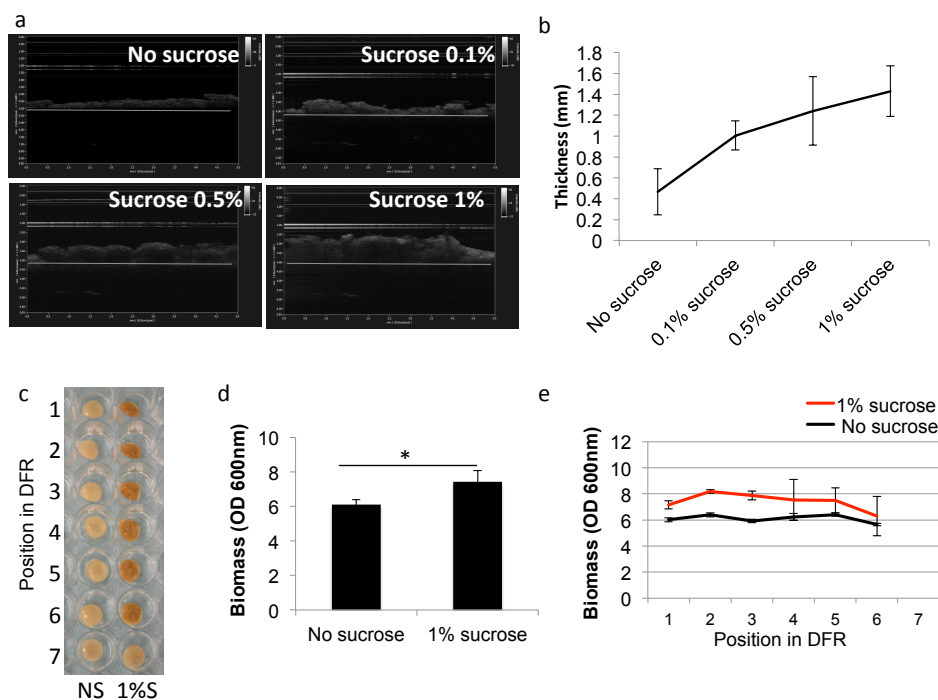 a
No sucrose
Sucrose 0.1%
Sucrose 0.5%
Sucrose 1%
b
Thickness (mm)
1.8
1.6
1.4
1.2
1
0.8
0.6
0.4
0.2
0
No sucrose
0.1% sucrose
0.5% sucrose
1% sucrose
c
Position in DFR
1
2
3
4
5
6
7
NS 1%S
d
Biomass (OD 600nm)
10
8
6
4
2
0
*
No sucrose 1% sucrose
e
1% sucrose
No sucrose
Biomass (OD 600nm)
12
10
8
6
4
2
0
1 2 3 4 5 6 7
Position in DFR